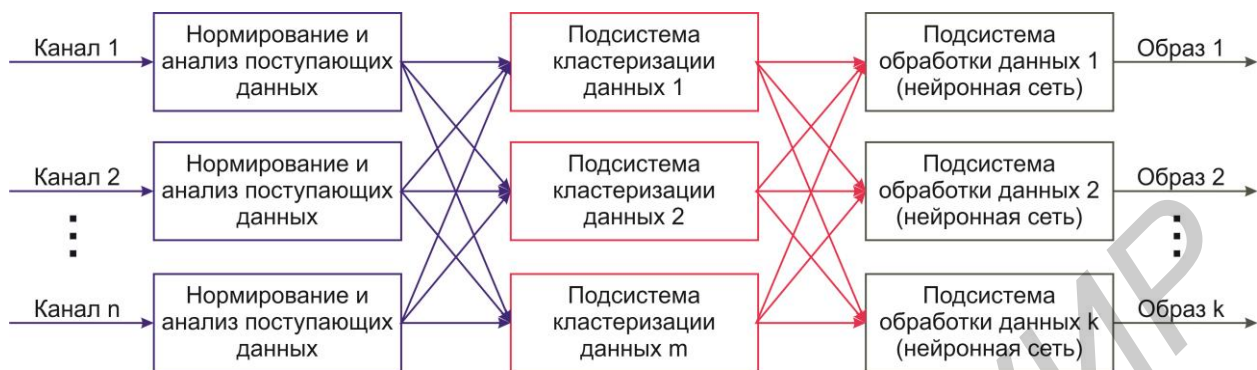 Канал 1
Нормирование и
анализ поступающих
данных
Подсистема
кластеризации
данных 1
Подсистема
обработки данных 1
(нейронная сеть)
Образ 1
Канал 2
Нормирование и
анализ поступающих
данных
Подсистема
кластеризации
данных 2
Подсистема
обработки данных 2
(нейронная сеть)
Образ 2
Канал n
Нормирование и
анализ поступающих
данных
Подсистема
кластеризации
данных m
Подсистема
обработки данных k
(нейронная сеть)
Образ k